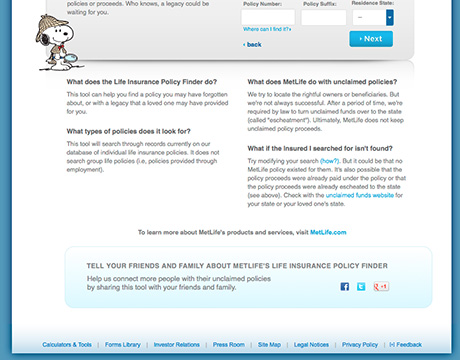 policies or proceeds. Who knows, a legacy could be
waiting for you.
Policy Number:
Policy Suffix:
Residence State:
--
Where can I find it?
back
Next
What does the Life Insurance Policy Finder do?
This tool can help you find a policy you may have forgotten
about, or with a legacy that a loved one may have provided
for you.
What types of policies does it look for?
This tool will search through records currently on our
database of individual life insurance policies. It does not
search group life policies (i.e, policies provided through
employment).
What does MetLife do with unclaimed policies?
We try to locate the rightful owners or beneficiaries. But
we're not always successful. After a period of time, we're
required by law to turn unclaimed funds over to the state
(called "escheatment"). Ultimately, MetLife does not keep
unclaimed policy proceeds.
What if the insured I searched for isn't found?
Try modifying your search (how?). But it could be that no
MetLife policy existed for them. It's also possible that the
policy proceeds were already paid under the policy or that
the policy proceeds were already escheated to the state
(see above). Check with the unclaimed funds website for
your state or your loved one's state.
To learn more about MetLife's products and services, visit MetLife.com
TELL YOUR FRIENDS AND FAMILY ABOUT METLIFE'S LIFE INSURANCE POLICY FINDER
Help us connect more people with their unclaimed policies
by sharing this tool with your friends and family.
+1
Calculators & Tools | Forms Library | Investor Relations | Press Room | Site Map | Legal Notices | Privacy Policy | [+] Feedback